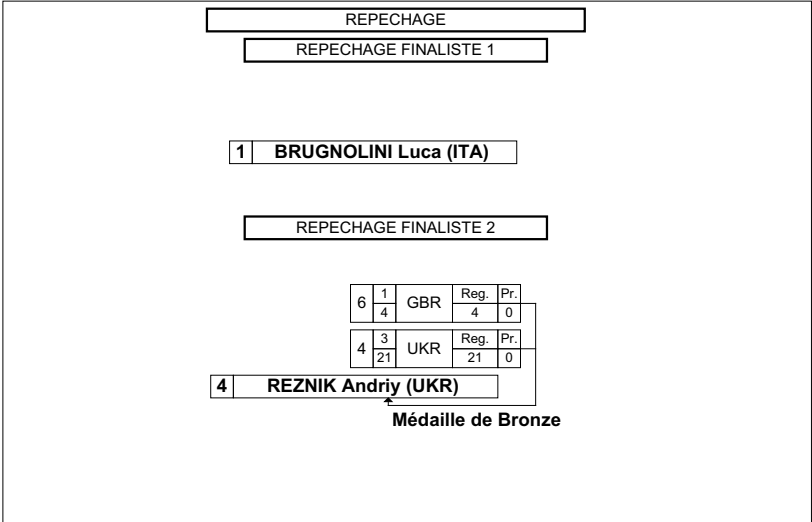 REPECHAGE
REPECHAGE FINALISTE 1
1 BRUGNOLINI Luca (ITA)
REPECHAGE FINALISTE 2
6 1 GBR Reg. Pr.
4 4 0
4 3 UKR Reg. Pr.
21 21 0
4 REZNIK Andriy (UKR)
Médaille de Bronze